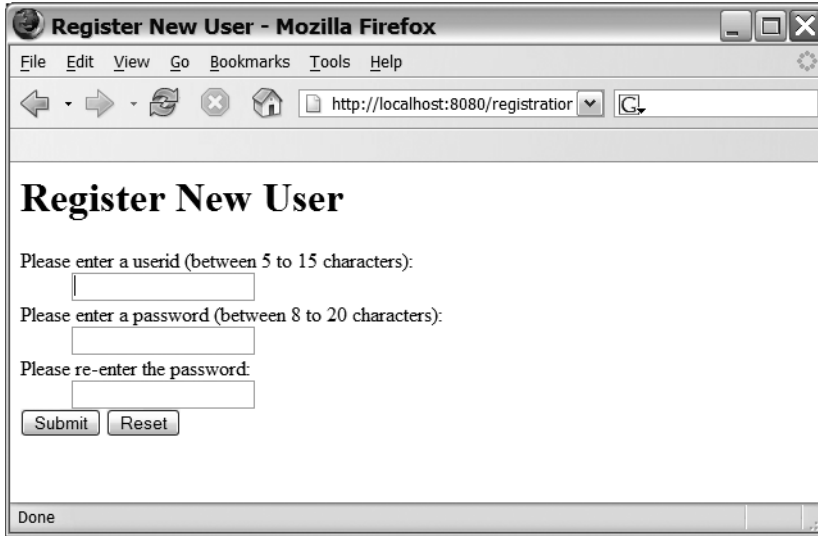 Register New User - Mozilla Firefox
File Edit View Go Bookmarks Tools Help
http://localhost:8080/registration
G
Register New User
Please enter a userid (between 5 to 15 characters):
Please enter a password (between 8 to 20 characters):
Please re-enter the password:
Submit Reset
Done